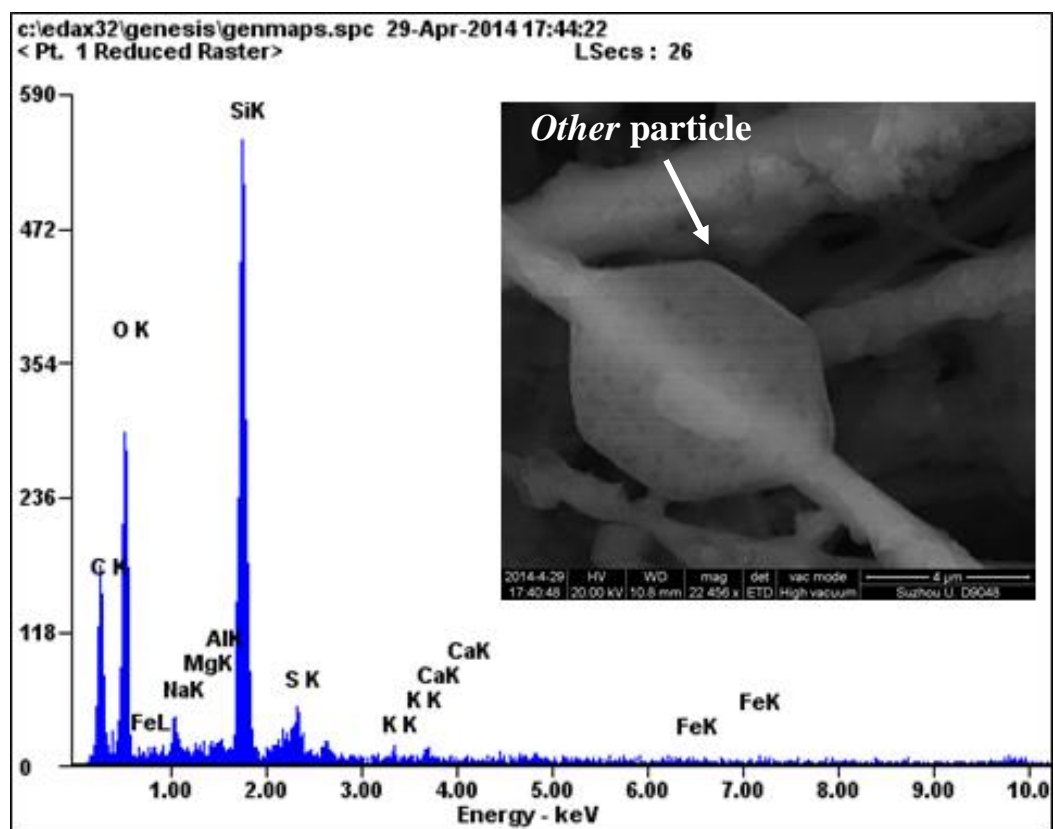 c:\edax32\genesis\genmaps.spc 29-Apr-2014 17:44:22
< Pt. 1 Reduced Raster> LSecs : 26
590
472
354
236
118
0
SiK
O K
C K
FeL
NaK
MgK
AlK
S K
K K
K K
CaK
CaK
FeK
FeK
1.00 2.00 3.00 4.00 5.00 6.00 7.00 8.00 9.00 10.0
Energy - keV
Other particle
2014-4-29 HV WD mag det vac mode 4 µm
17:40:48 20.00 kV 10.8 mm 22 456 x ETD High vacuum Suzhou U. D9048